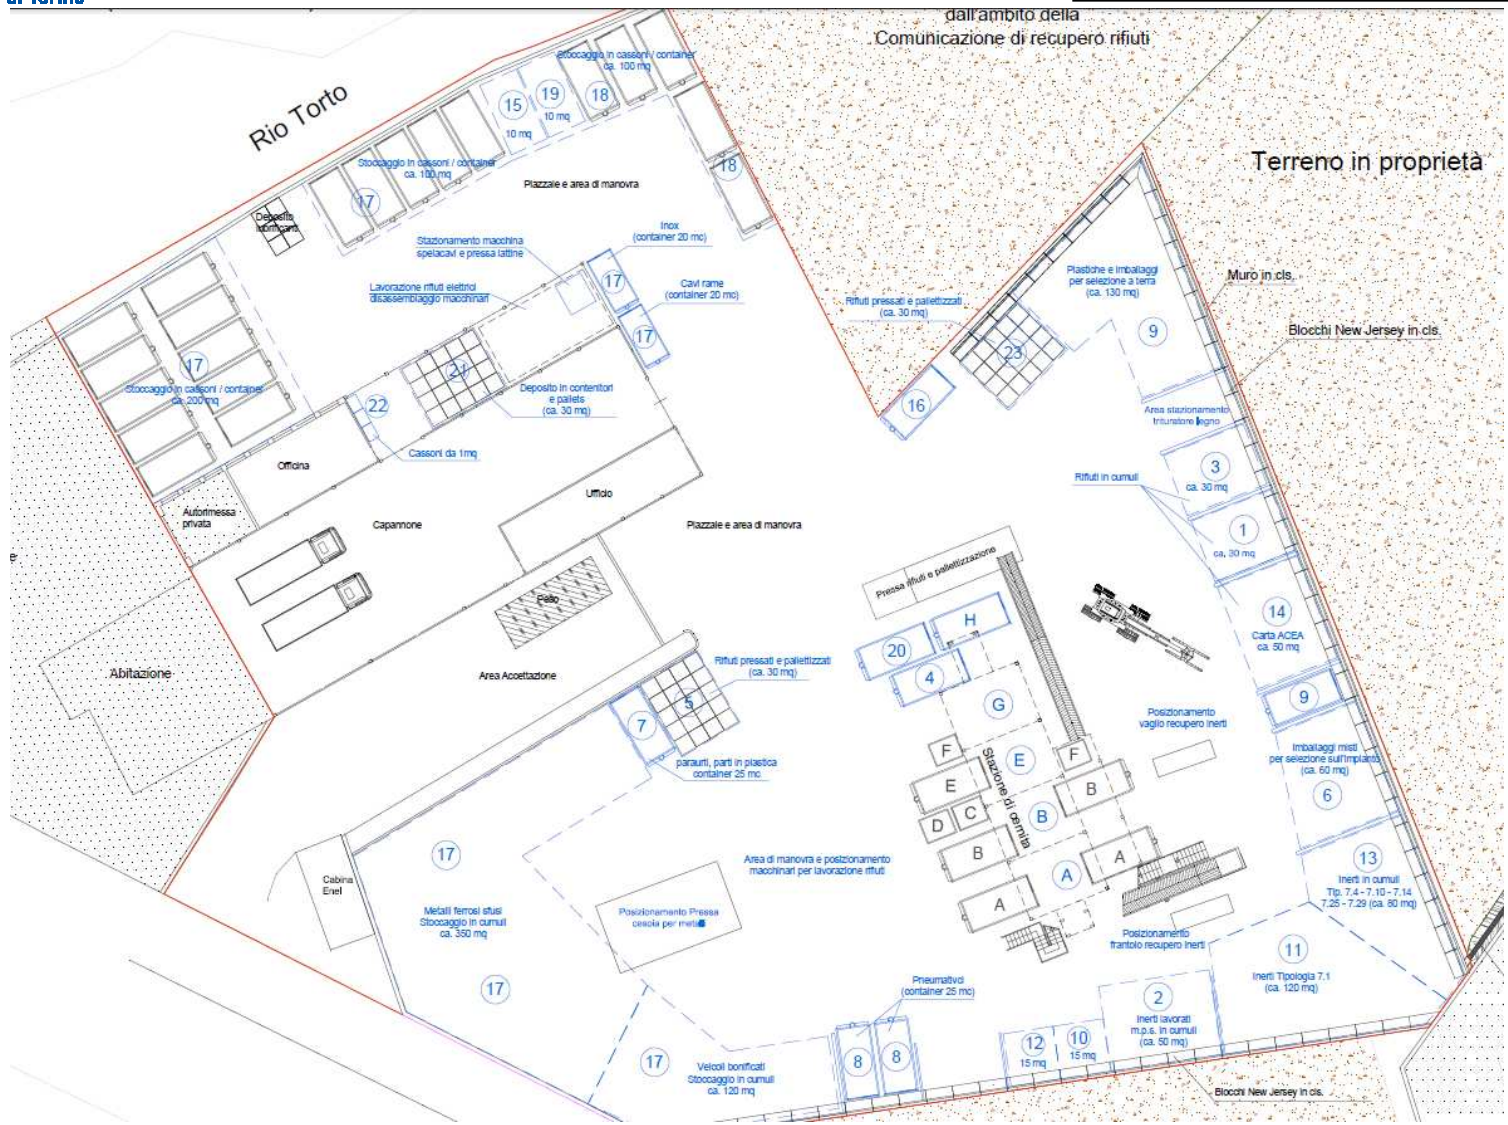 di Torino
dall'ambito della
Comunicazione di recupero rifiuti
Rio Torto
Terreno in proprietà
Stoccaggio in cassoni / container
ca. 100 mq
15
10 mq
19
10 mq
18
18
Stoccaggio in cassoni / container
ca. 100 mq
17
Piazzale e area di manovra
Deposito
lubrificanti
Stazionamento macchina
spelacavi e pressa lattine
Inox
(container 20 mc)
17
Cavi rame
(container 20 mc)
17
Lavorazione rifiuti elettrici
disassemblaggio macchinari
Plastiche e imballaggi
per selezione a terra
(ca. 130 mq)
9
Muro in cls.
Blocchi New Jersey in cls.
Rifiuti pressati e pallettizzati
(ca. 30 mq)
23
16
17
Stoccaggio in cassoni / container
ca. 200 mq
21
22
Deposito in contenitori
e pallets
(ca. 30 mq)
Cassoni da 1mq
Area stazionamento
trituratore legno
Officina
Autorimessa
privata
Capannone
Ufficio
Piazzale e area di manovra
3
ca. 30 mq
Rifiuti in cumuli
1
ca. 30 mq
e
Pressa rifiuti e pallettizzazione
Peso
14
Carta ACEA
ca. 50 mq
H
20
4
Abitazione
Area Accettazione
Rifiuti pressati e pallettizzati
(ca. 30 mq)
5
7
paraurti, parti in plastica
container 25 mc
9
G
Posizionamento
vaglio recupero inerti
Imballaggi misti
per selezione sull'impianto
(ca. 60 mq)
6
Stazione di cernita
F
E
F
E
B
D
C
B
B
A
A
A
17
Area di manovra e posizionamento
macchinari per lavorazione rifiuti
13
Inerti in cumuli
Tip. 7.4 - 7.10 - 7.14
7.25 - 7.29 (ca. 80 mq)
Cabina
Enel
Metalli ferrosi sfusi
Stoccaggio in cumuli
ca. 350 mq
Posizionamento Pressa
cesoia per metalli
Posizionamento
frantoio recupero inerti
11
Inerti Tipologia 7.1
(ca. 120 mq)
17
Pneumativci
(container 25 mc)
2
Inerti lavorati
m.p.s. in cumuli
(ca. 50 mq)
17
Veicoli bonificati
Stoccaggio in cumuli
ca. 120 mq
8
8
12
15 mq
10
15 mq
Blocchi New Jersey in cls.